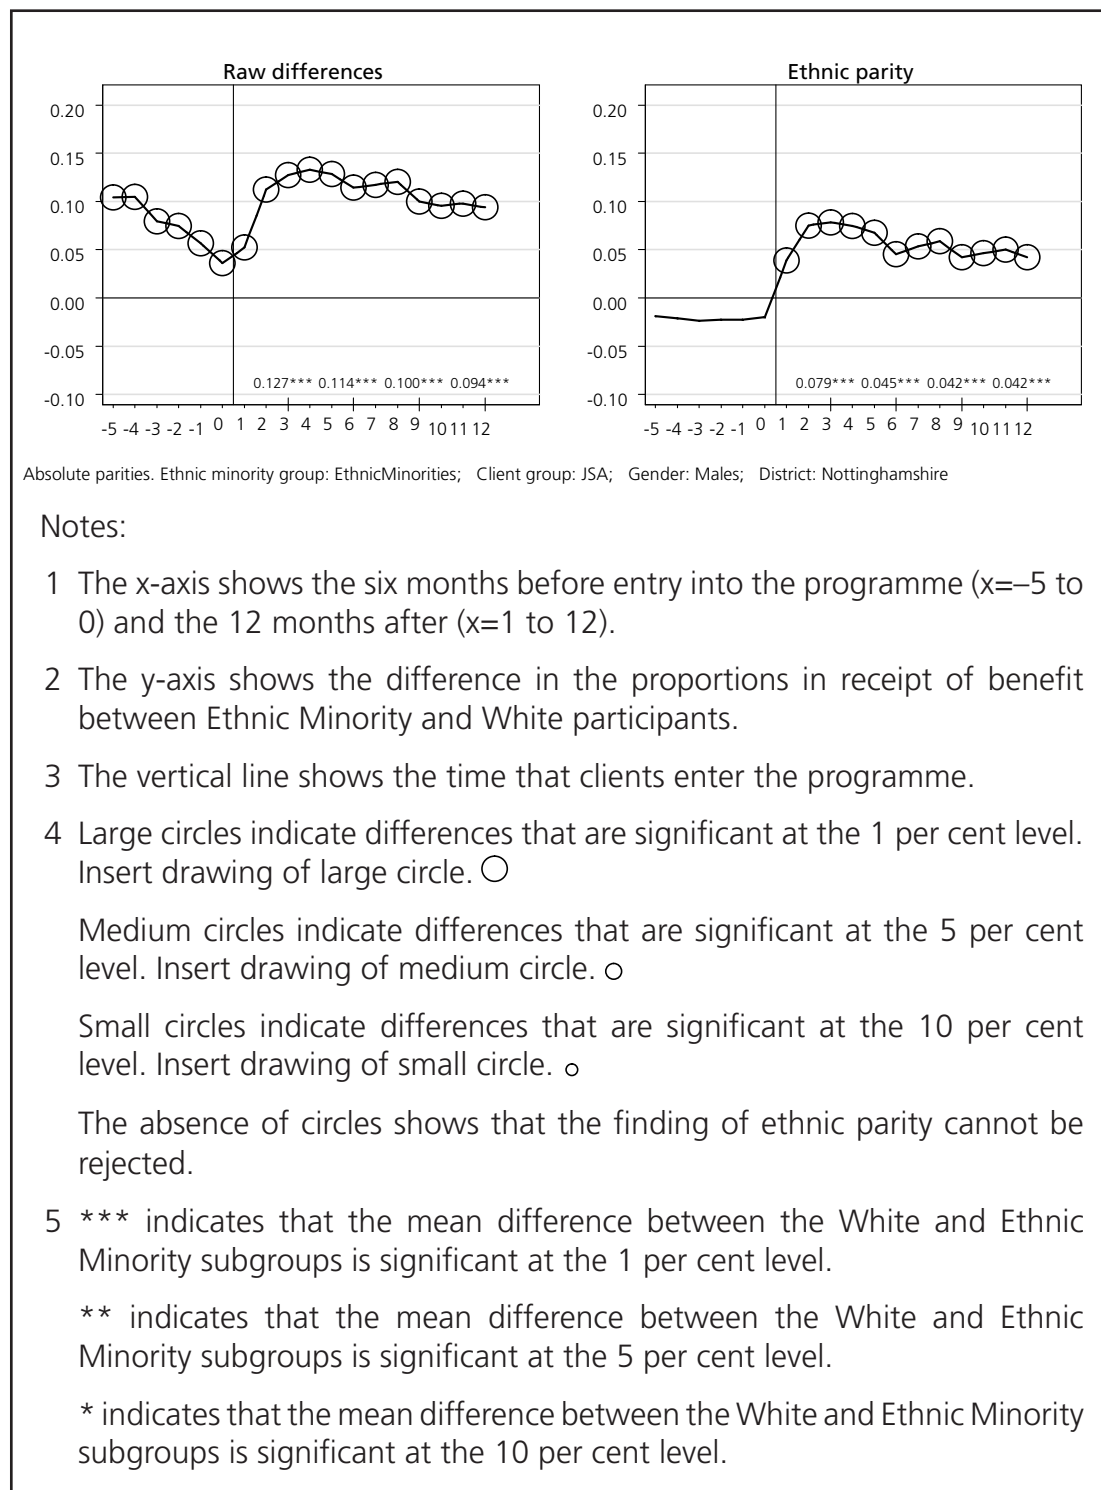 Raw differences
0.20
0.15
0.10
0.05
0.00
-0.05
-0.10
0.127*** 0.114*** 0.100*** 0.094***
-5 -4 -3 -2 -1 0 1 2 3 4 5 6 7 8 9 10 11 12
Ethnic parity
0.20
0.15
0.10
0.05
0.00
-0.05
-0.10
0.079*** 0.045*** 0.042*** 0.042***
-5 -4 -3 -2 -1 0 1 2 3 4 5 6 7 8 9 10 11 12
Absolute parities. Ethnic minority group: EthnicMinorities; Client group: JSA; Gender: Males; District: Nottinghamshire
Notes:
1 The x-axis shows the six months before entry into the programme (x=–5 to
0) and the 12 months after (x=1 to 12).
2 The y-axis shows the difference in the proportions in receipt of benefit
between Ethnic Minority and White participants.
3 The vertical line shows the time that clients enter the programme.
4 Large circles indicate differences that are significant at the 1 per cent level.
Insert drawing of large circle.
Medium circles indicate differences that are significant at the 5 per cent
level. Insert drawing of medium circle.
Small circles indicate differences that are significant at the 10 per cent
level. Insert drawing of small circle.
The absence of circles shows that the finding of ethnic parity cannot be
rejected.
5 *** indicates that the mean difference between the White and Ethnic
Minority subgroups is significant at the 1 per cent level.
** indicates that the mean difference between the White and Ethnic
Minority subgroups is significant at the 5 per cent level.
* indicates that the mean difference between the White and Ethnic Minority
subgroups is significant at the 10 per cent level.